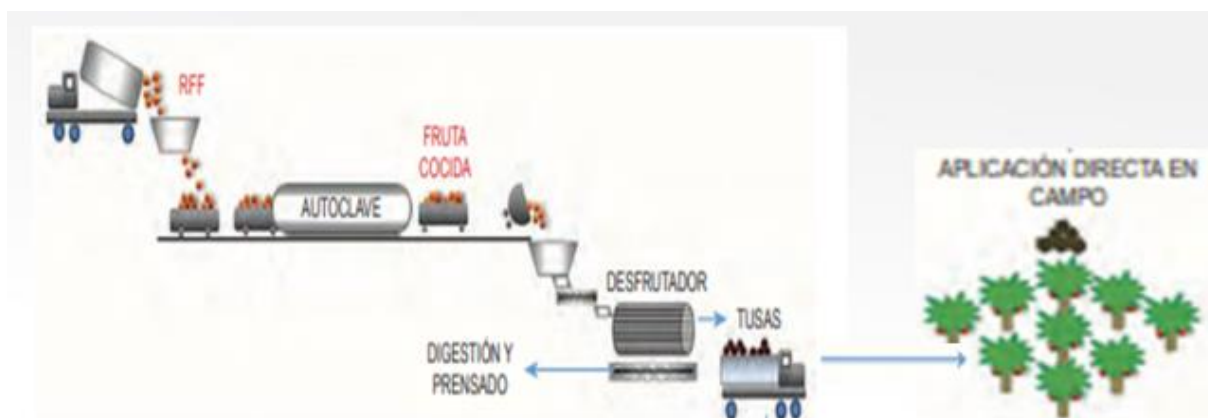 RFF
FRUTA
COCIDA
AUTOCLAVE
DESFRUTADOR
TUSAS
DIGESTIÓN Y
PRENSADO
APLICACIÓN DIRECTA EN
CAMPO